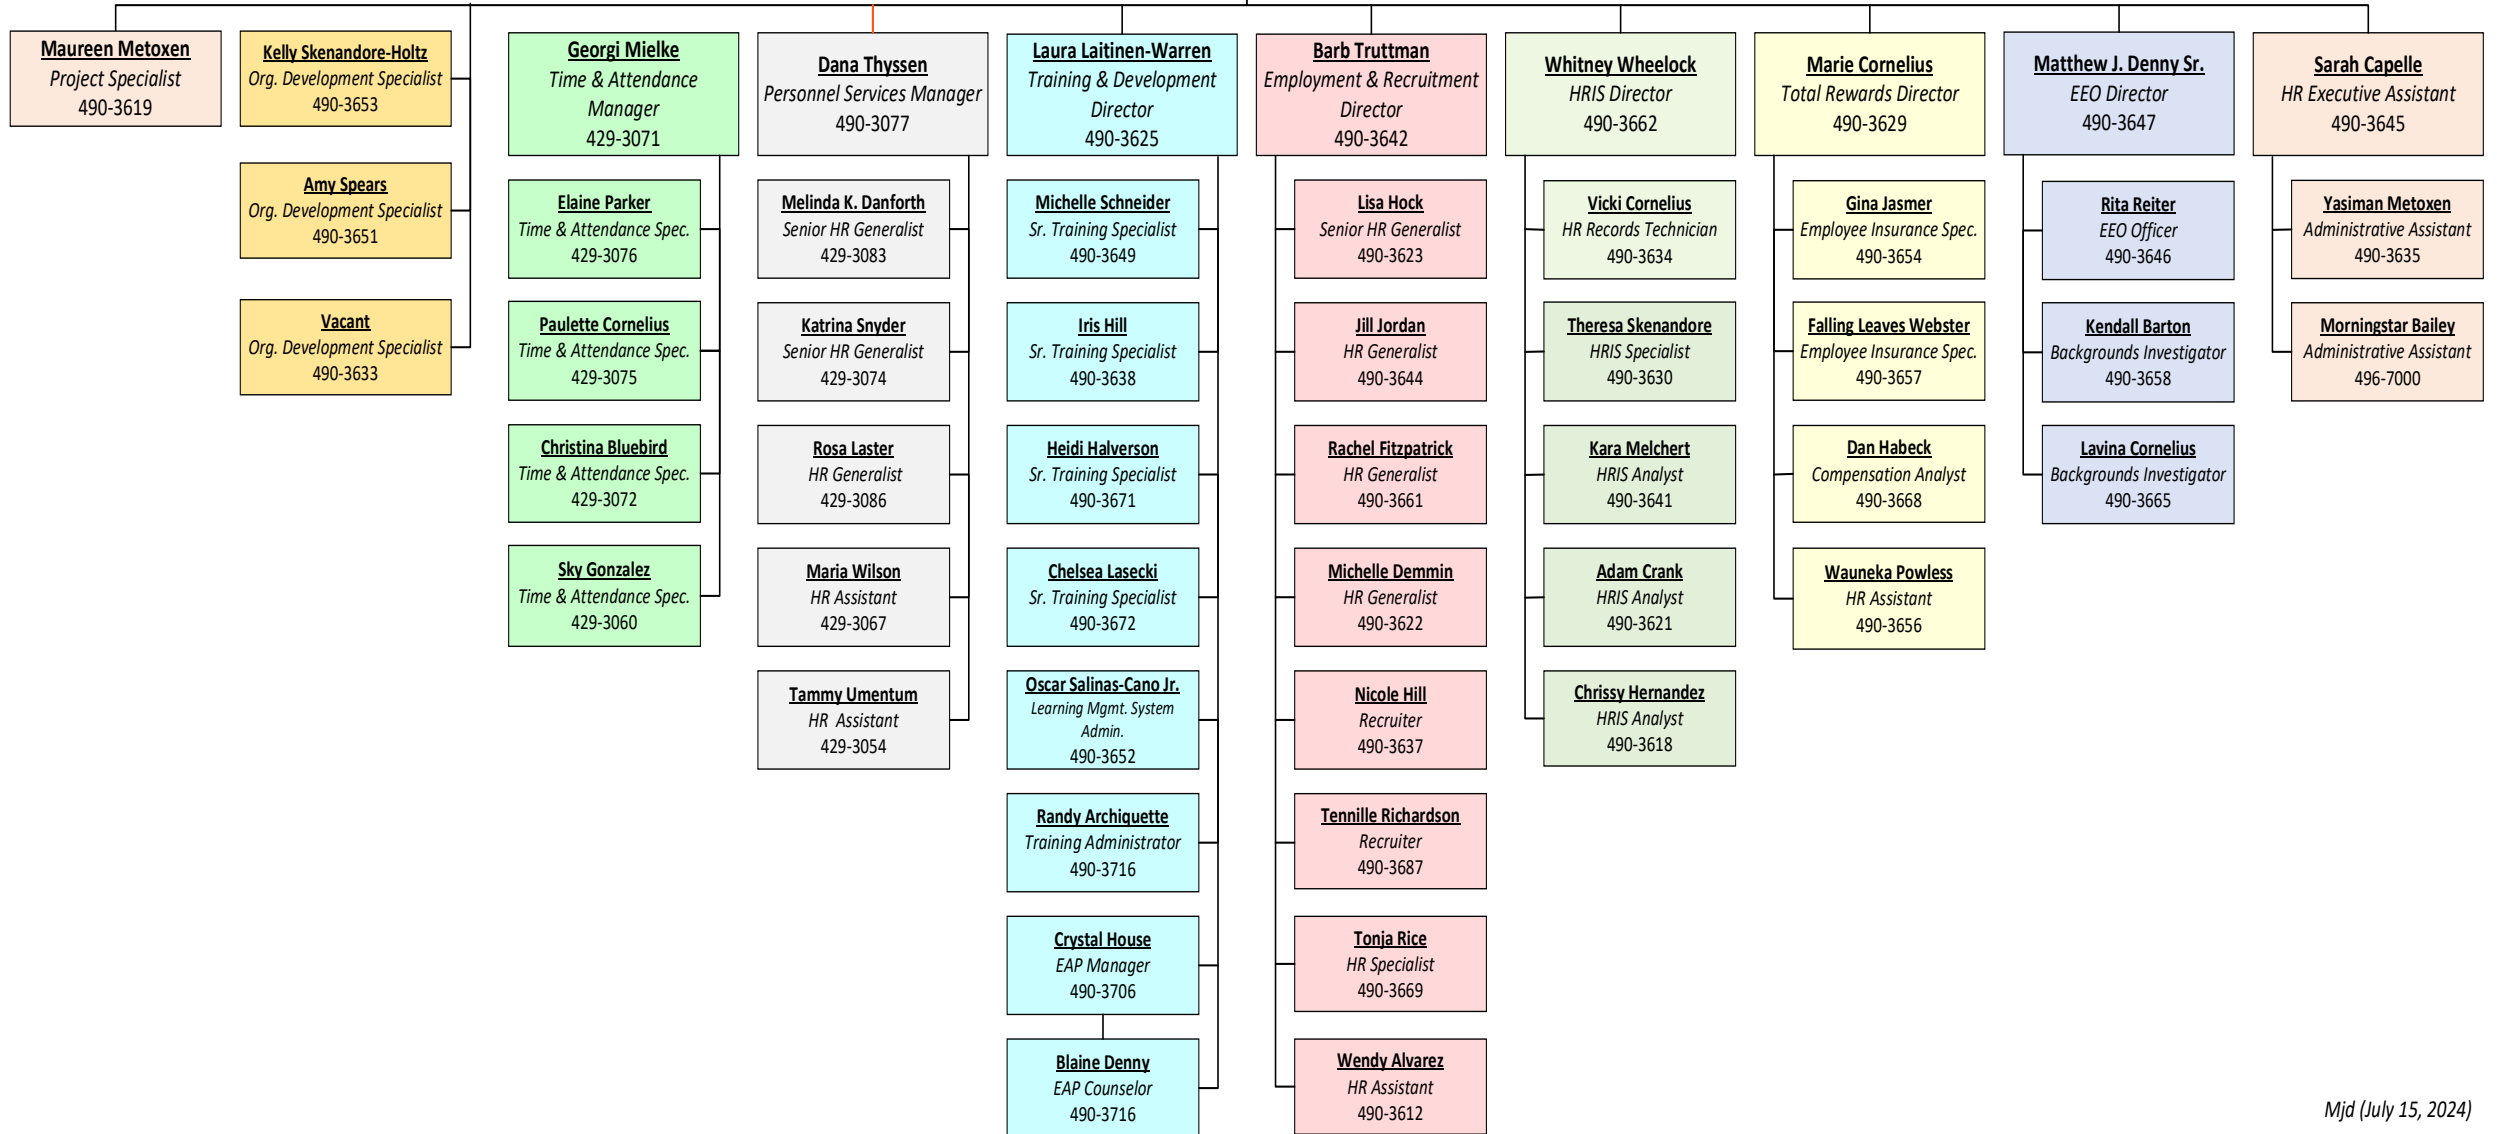 Maureen Metoxen
Project Specialist
490-3619
Kelly Skenandore-Holtz
Org. Development Specialist
490-3653
Amy Spears
Org. Development Specialist
490-3651
Vacant
Org. Development Specialist
490-3633
Georgi Mielke
Time & Attendance
Manager
429-3071
Elaine Parker
Time & Attendance Spec.
429-3076
Paulette Cornelius
Time & Attendance Spec.
429-3075
Christina Bluebird
Time & Attendance Spec.
429-3072
Sky Gonzalez
Time & Attendance Spec.
429-3060
Dana Thyssen
Personnel Services Manager
490-3077
Melinda K. Danforth
Senior HR Generalist
429-3083
Katrina Snyder
Senior HR Generalist
429-3074
Rosa Laster
HR Generalist
429-3086
Maria Wilson
HR Assistant
429-3067
Tammy Umentum
HR Assistant
429-3054
Laura Laitinen-Warren
Training & Development
Director
490-3625
Michelle Schneider
Sr. Training Specialist
490-3649
Iris Hill
Sr. Training Specialist
490-3638
Heidi Halverson
Sr. Training Specialist
490-3671
Chelsea Lasecki
Sr. Training Specialist
490-3672
Oscar Salinas-Cano Jr.
Learning Mgmt. System
Admin.
490-3652
Randy Archiquette
Training Administrator
490-3716
Crystal House
EAP Manager
490-3706
Blaine Denny
EAP Counselor
490-3716
Barb Truttman
Employment & Recruitment
Director
490-3642
Lisa Hock
Senior HR Generalist
490-3623
Jill Jordan
HR Generalist
490-3644
Rachel Fitzpatrick
HR Generalist
490-3661
Michelle Demmin
HR Generalist
490-3622
Nicole Hill
Recruiter
490-3637
Tennille Richardson
Recruiter
490-3687
Tonja Rice
HR Specialist
490-3669
Wendy Alvarez
HR Assistant
490-3612
Whitney Wheelock
HRIS Director
490-3662
Vicki Cornelius
HR Records Technician
490-3634
Theresa Skenandore
HRIS Specialist
490-3630
Kara Melchert
HRIS Analyst
490-3641
Adam Crank
HRIS Analyst
490-3621
Chrissy Hernandez
HRIS Analyst
490-3618
Marie Cornelius
Total Rewards Director
490-3629
Gina Jasmer
Employee Insurance Spec.
490-3654
Falling Leaves Webster
Employee Insurance Spec.
490-3657
Dan Habeck
Compensation Analyst
490-3668
Wauneka Powless
HR Assistant
490-3656
Matthew J. Denny Sr.
EEO Director
490-3647
Rita Reiter
EEO Officer
490-3646
Kendall Barton
Backgrounds Investigator
490-3658
Lavina Cornelius
Backgrounds Investigator
490-3665
Sarah Capelle
HR Executive Assistant
490-3645
Yasiman Metoxen
Administrative Assistant
490-3635
Morningstar Bailey
Administrative Assistant
496-7000
Mjd (July 15, 2024)